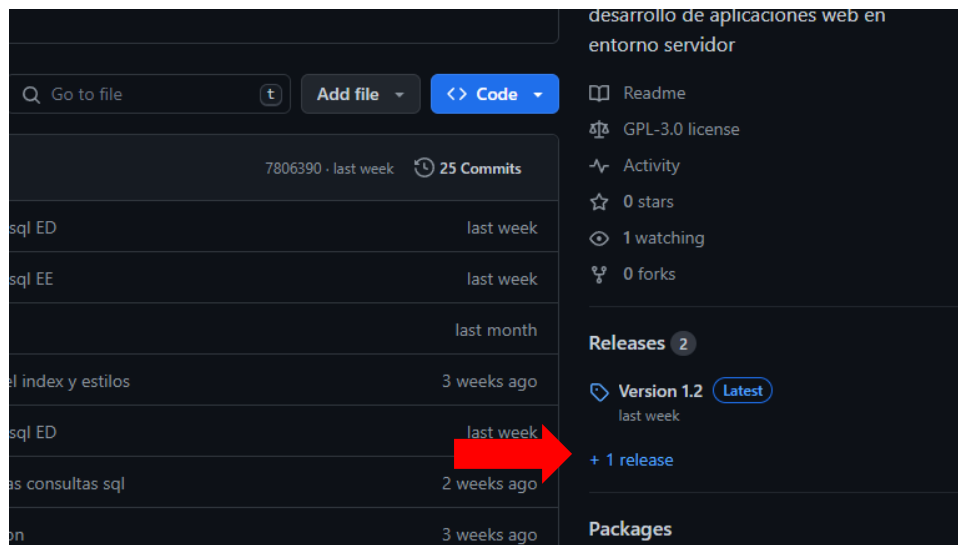 desarrollo de aplicaciones web en
entorno servidor
Go to file
t
Add file
<> Code
Readme
GPL-3.0 license
Activity
0 stars
1 watching
0 forks
7806390 · last week
25 Commits
sql ED
last week
sql EE
last week
last month
el index y estilos
3 weeks ago
sql ED
last week
as consultas sql
2 weeks ago
on
3 weeks ago
Releases 2
Version 1.2 Latest
last week
+ 1 release
Packages